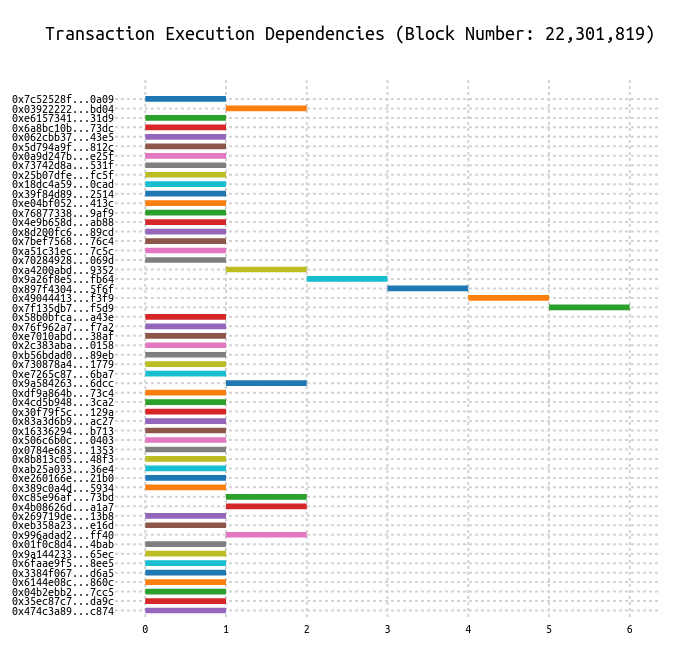 Transaction Execution Dependencies (Block Number: 22,301,819)
0x7c52528f...0a09
0x03922222...bd04
0xe6157341...31d9
0x6a8bc10b...73dc
0x062cbb37...43e5
0x5d794a9f...812c
0x0a9d247b...e25f
0x73742d8a...531f
0x25b07dfe...fc5f
0x18dc4a59...0cad
0x39f84d89...2514
0xe04bf052...413c
0x76877338...9af9
0x4e9b658d...ab88
0x8d200fc6...89cd
0x7bef7568...76c4
0xa51c31ec...7c5c
0x70284928...069d
0xa4200abd...9352
0x9a26f8e5...fb64
0x897f4304...5f6f
0x49044413...f3f9
0x7f135db7...f5d9
0x58b0bfca...a43e
0x76f962a7...f7a2
0xe7010abd...38af
0x2c383aba...0158
0xb56bdad0...89eb
0x730878a4...1779
0xe7265c87...6ba7
0x9a584263...6dcc
0xdf9a864b...73c4
0x4cd5b948...3ca2
0x30f79f5c...129a
0x83a3d6b9...ac27
0x16336294...b713
0x506c6b0c...0403
0x0784e683...1353
0x8b813c05...48f3
0xab25a033...36e4
0xe260166e...21b0
0x389c0a4d...5934
0xc85e96af...73bd
0x4b08626d...a1a7
0x269719de...13b8
0xeb358a23...e16d
0x996adad2...ff40
0x01f0c8d4...4bab
0x9a144233...65ec
0x6faae9f5...8ee5
0x3384f067...d6a5
0x6144e08c...860c
0x04b2ebb2...7cc5
0x35ec87c7...da9c
0x474c3a89...c874
0 1 2 3 4 5 6